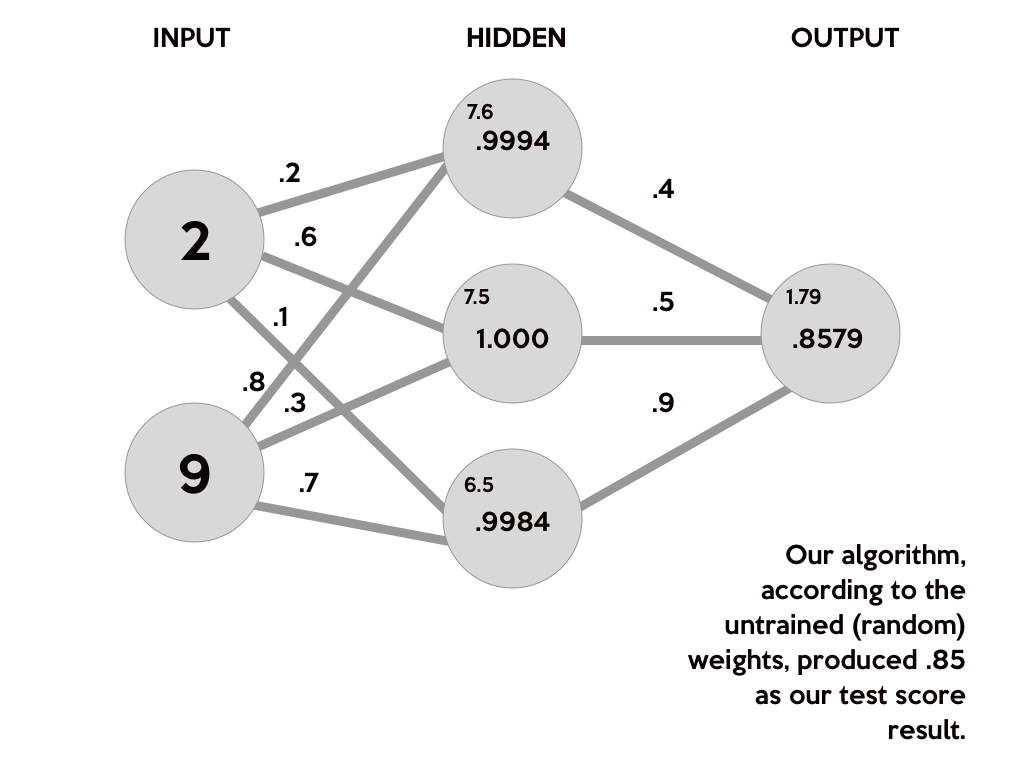 INPUT
HIDDEN
OUTPUT
7.6
.9994
.2
.4
2
.6
7.5
1.000
.5
1.79
.8579
.1
.8
.3
.9
9
.7
6.5
.9984
Our algorithm,
according to the
untrained (random)
weights, produced .85
as our test score
result.